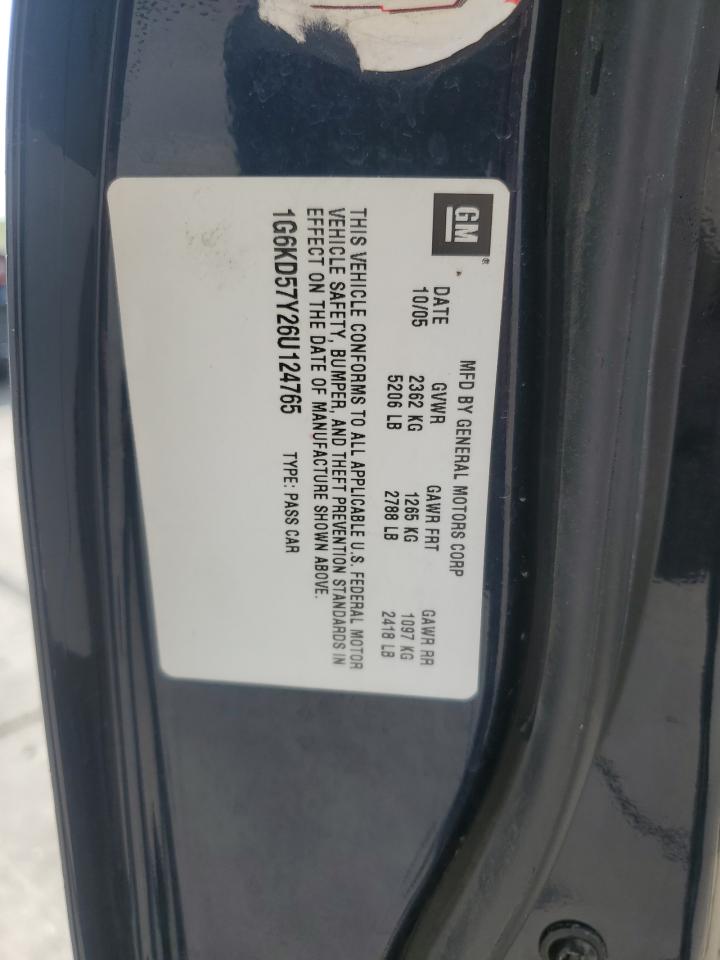 GM®
MFD BY GENERAL MOTORS CORP
DATE GVWR GAWR FRT GAWR RR
10/05 2362 KG 1265 KG 1097 KG
5206 LB 2788 LB 2418 LB
THIS VEHICLE CONFORMS TO ALL APPLICABLE U.S. FEDERAL MOTOR
VEHICLE SAFETY, BUMPER, AND THEFT PREVENTION STANDARDS IN
EFFECT ON THE DATE OF MANUFACTURE SHOWN ABOVE.
1G6KD57Y26U124765 TYPE: PASS CAR